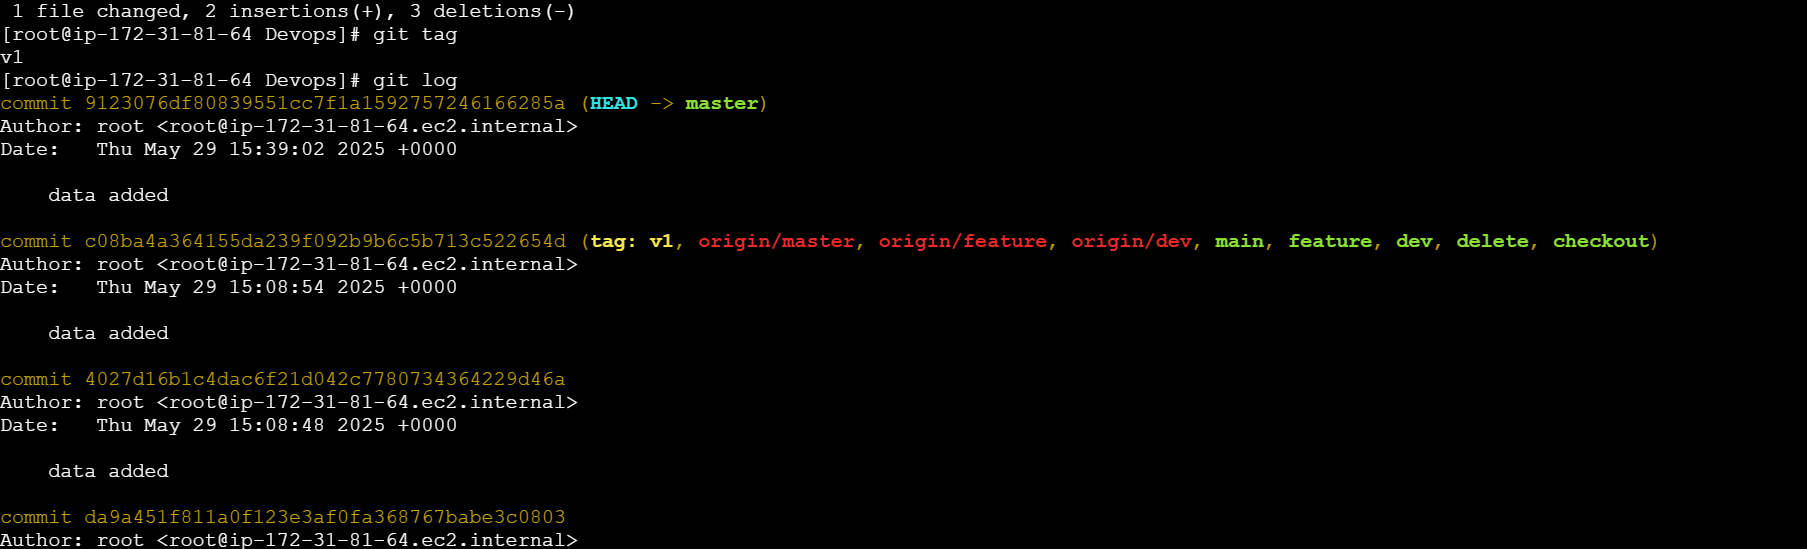 1 file changed, 2 insertions(+), 3 deletions(-)
[root@ip-172-31-81-64 Devops]# git tag
v1
[root@ip-172-31-81-64 Devops]# git log
commit 9123076df80839551cc7f1a1592757246166285a (HEAD -> master)
Author: root <root@ip-172-31-81-64.ec2.internal>
Date:   Thu May 29 15:39:02 2025 +0000
data added
commit c08ba4a364155da239f092b9b6c5b713c522654d (tag: v1, origin/master, origin/feature, origin/dev, main, feature, dev, delete, checkout)
Author: root <root@ip-172-31-81-64.ec2.internal>
Date:   Thu May 29 15:08:54 2025 +0000
data added
commit 4027d16b1c4dac6f21d042c7780734364229d46a
Author: root <root@ip-172-31-81-64.ec2.internal>
Date:   Thu May 29 15:08:48 2025 +0000
data added
commit da9a451f811a0f123e3af0fa368767babe3c0803
Author: root <root@ip-172-31-81-64.ec2.internal>